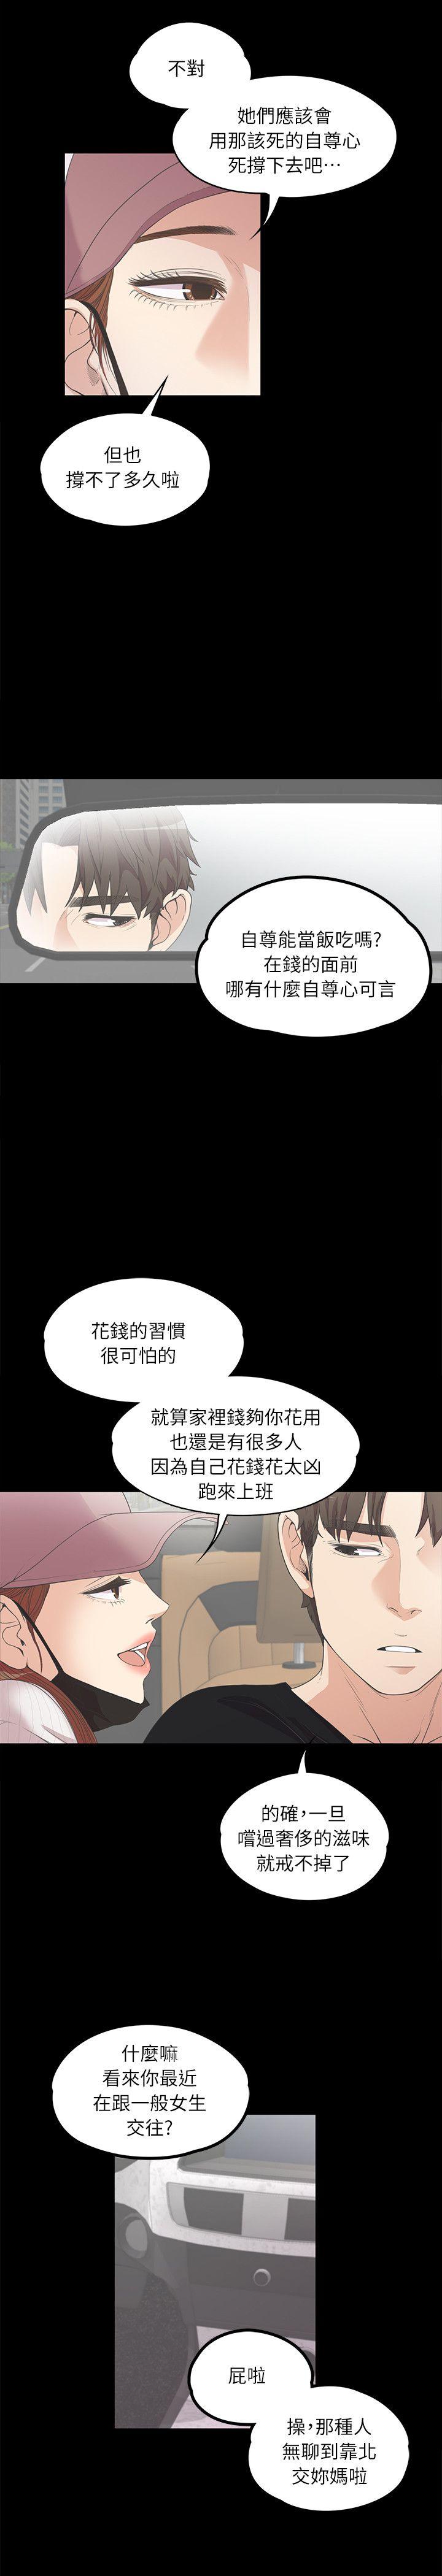 不對
她們應該會
用那該死的自尊心
死撐下去吧…
但也
撐不了多久啦
自尊能當飯吃嗎?
在錢的面前
哪有什麼自尊心可言
花錢的習慣
很可怕的
就算家裡錢夠你花用
也還是有很多人
因為自己花錢花太凶
跑來上班
的確,一旦
嚐過奢侈的滋味
就戒不掉了
什麼嘛
看來你最近
在跟一般女生
交往?
屁啦
操,那種人
無聊到靠北
交妳媽啦